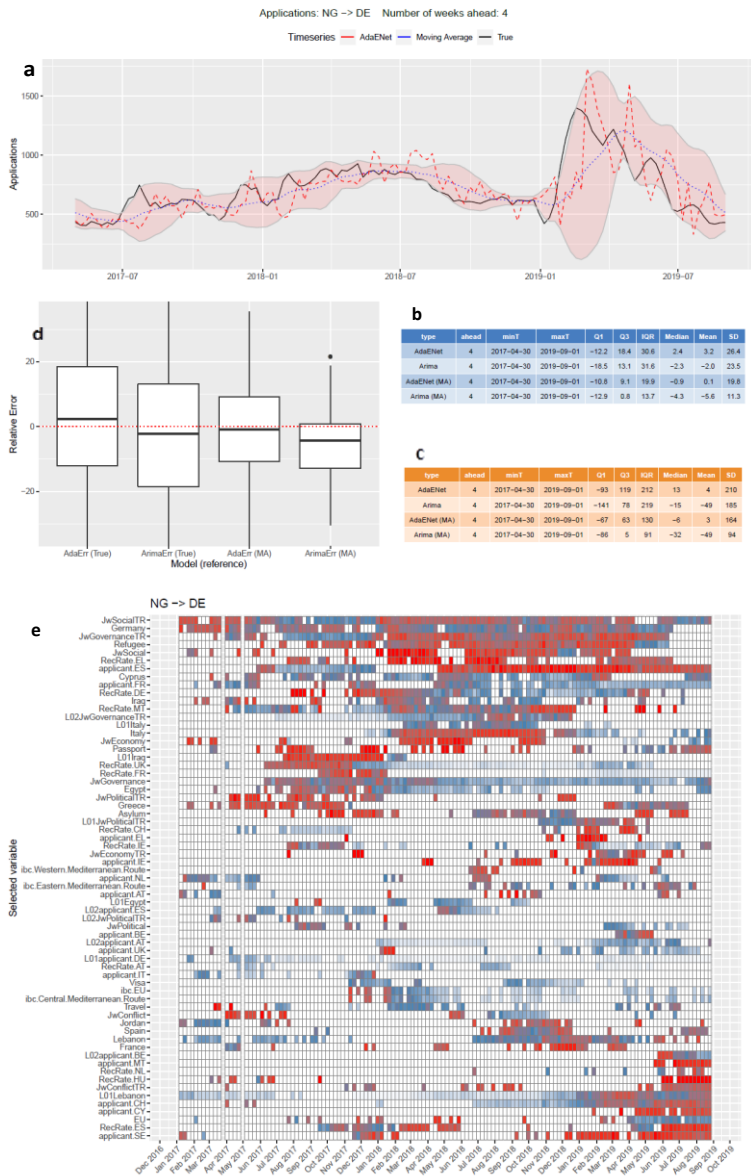 Applications: NG -> DE Number of weeks ahead: 4
Timeseries AdaENet Moving Average True
a
Applications
1500
1000
500
2017-07
2018-01
2018-07
2019-01
2019-07
d
Relative Error
20
0
-20
AdaErr (True)
ArimaErr (True)
AdaErr (MA)
ArimaErr (MA)
Model (reference)
b
type ahead minT maxT Q1 Q3 IQR Median Mean SD
AdaENet 4 2017-04-30 2019-09-01 -12.2 18.4 30.6 2.4 3.2 26.4
Arima 4 2017-04-30 2019-09-01 -18.5 13.1 31.6 -2.3 -2.0 23.5
AdaENet (MA) 4 2017-04-30 2019-09-01 -10.8 9.1 19.9 -0.9 0.1 19.8
Arima (MA) 4 2017-04-30 2019-09-01 -12.9 0.8 13.7 -4.3 -5.6 11.3
c
type ahead minT maxT Q1 Q3 IQR Median Mean SD
AdaENet 4 2017-04-30 2019-09-01 -93 119 212 13 4 210
Arima 4 2017-04-30 2019-09-01 -141 78 219 -15 -49 185
AdaENet (MA) 4 2017-04-30 2019-09-01 -67 63 130 -6 3 164
Arima (MA) 4 2017-04-30 2019-09-01 -86 5 91 -32 -49 94
NG -> DE
e
Selected variable
JwSocialTR
Germany
JwGovernanceTR
Refugee
JwSocial
RecRate.EL
applicant.ES
Cyprus
applicant.FR
RecRate.DE
Iraq
RecRate.MT
L02JwGovernanceTR
L01Italy
Italy
JwEconomy
Passport
L01Iraq
RecRate.UK
RecRate.FR
JwGovernance
Egypt
JwPoliticalTR
Greece
Asylum
L01JwPoliticalTR
RecRate.CH
applicant.EL
RecRate.IE
JwEconomyTR
applicant.IE
ibc.Western.Mediterranean.Route
applicant.NL
ibc.Eastern.Mediterranean.Route
applicant.AT
L01Egypt
L02applicant.ES
L02JwPoliticalTR
JwPolitical
applicant.BE
L02applicant.AT
applicant.UK
L01applicant.DE
RecRate.AT
applicant.IT
Visa
ibc.EU
ibc.Central.Mediterranean.Route
Travel
JwConflict
Jordan
Spain
Lebanon
France
L02applicant.BE
applicant.MT
RecRate.NL
RecRate.HU
JwConflictTR
L01Lebanon
applicant.CH
applicant.CY
EU
RecRate.ES
applicant.SE
Dec 2016
Jan 2017
Feb 2017
Mar 2017
Apr 2017
May 2017
Jun 2017
Jul 2017
Aug 2017
Sep 2017
Oct 2017
Nov 2017
Dec 2017
Jan 2018
Feb 2018
Mar 2018
Apr 2018
May 2018
Jun 2018
Jul 2018
Aug 2018
Sep 2018
Oct 2018
Nov 2018
Dec 2018
Jan 2019
Feb 2019
Mar 2019
Apr 2019
May 2019
Jun 2019
Jul 2019
Aug 2019
Sep 2019
Oct 2019